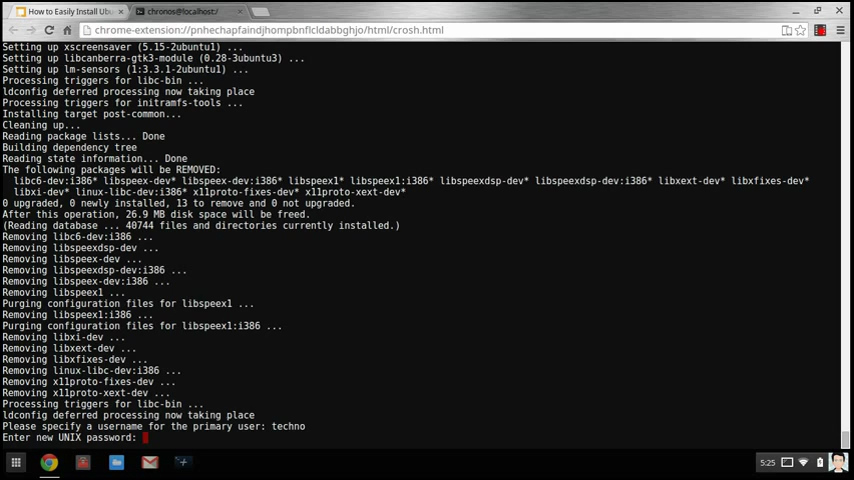 How to Easily Install Ubu
chronos@localhost:/
chrome-extension://pnhechapfaindjhompbnflcldabbghjo/html/crosh.html
Setting up xscreensaver (5.15-2ubuntu1) ...
Setting up libcanberra-gtk3-module (0.28-3ubuntu3) ...
Setting up lm-sensors (1:3.3.1-2ubuntu1) ...
Processing triggers for libc-bin ...
ldconfig deferred processing now taking place
Processing triggers for initramfs-tools ...
Installing target post-common...
Cleaning up...
Reading package lists... Done
Building dependency tree
Reading state information... Done
The following packages will be REMOVED:
libc6-dev:i386* libspeex-dev* libspeex-dev:i386* libspeex1* libspeex1:i386* libspeexdsp-dev* libspeexdsp-dev:i386* libxext-dev* libxfixes-dev*
libxi-dev* linux-libc-dev:i386* x11proto-fixes-dev* x11proto-xext-dev*
0 upgraded, 0 newly installed, 13 to remove and 0 not upgraded.
After this operation, 26.9 MB disk space will be freed.
(Reading database ... 40744 files and directories currently installed.)
Removing libc6-dev:i386 ...
Removing libspeexdsp-dev ...
Removing libspeex-dev ...
Removing libspeexdsp-dev:i386 ...
Removing libspeex-dev:i386 ...
Removing libspeex1 ...
Purging configuration files for libspeex1 ...
Removing libspeex1:i386 ...
Purging configuration files for libspeex1:i386 ...
Removing libxi-dev ...
Removing libxext-dev ...
Removing libxfixes-dev ...
Removing linux-libc-dev:i386 ...
Removing x11proto-fixes-dev ...
Removing x11proto-xext-dev ...
Processing triggers for libc-bin ...
ldconfig deferred processing now taking place
Please specify a username for the primary user: techno
Enter new UNIX password:
5:25